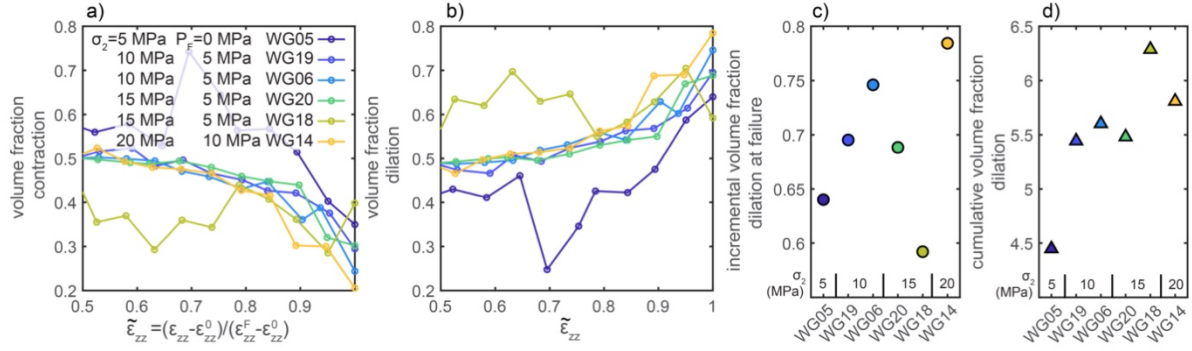 a)
0.8
0.7
0.6
0.5
0.4
0.3
0.2
volume fraction
contraction
σ₂=5 MPa P_F=0 MPa WG05
10 MPa 5 MPa WG19
10 MPa 5 MPa WG06
15 MPa 5 MPa WG20
15 MPa 5 MPa WG18
20 MPa 10 MPa WG14
0.5 0.6 0.7 0.8 0.9
ε̃zz=(εzz-ε⁰zz)/(εᶠzz-ε⁰zz)
b)
0.8
0.7
0.6
0.5
0.4
0.3
0.2
volume fraction
dilation
0.5 0.6 0.7 0.8 0.9 1
ε̃zz
c)
0.8
0.75
0.7
0.65
0.6
incremental volume fraction
dilation at failure
σ₂
(MPa)
5 10 15 20
WG05 WG19 WG06 WG20 WG18 WG14
d)
6.5
6
5.5
5
4.5
cumulative volume fraction
dilation
σ₂
(MPa)
5 10 15 20
WG05 WG19 WG06 WG20 WG18 WG14